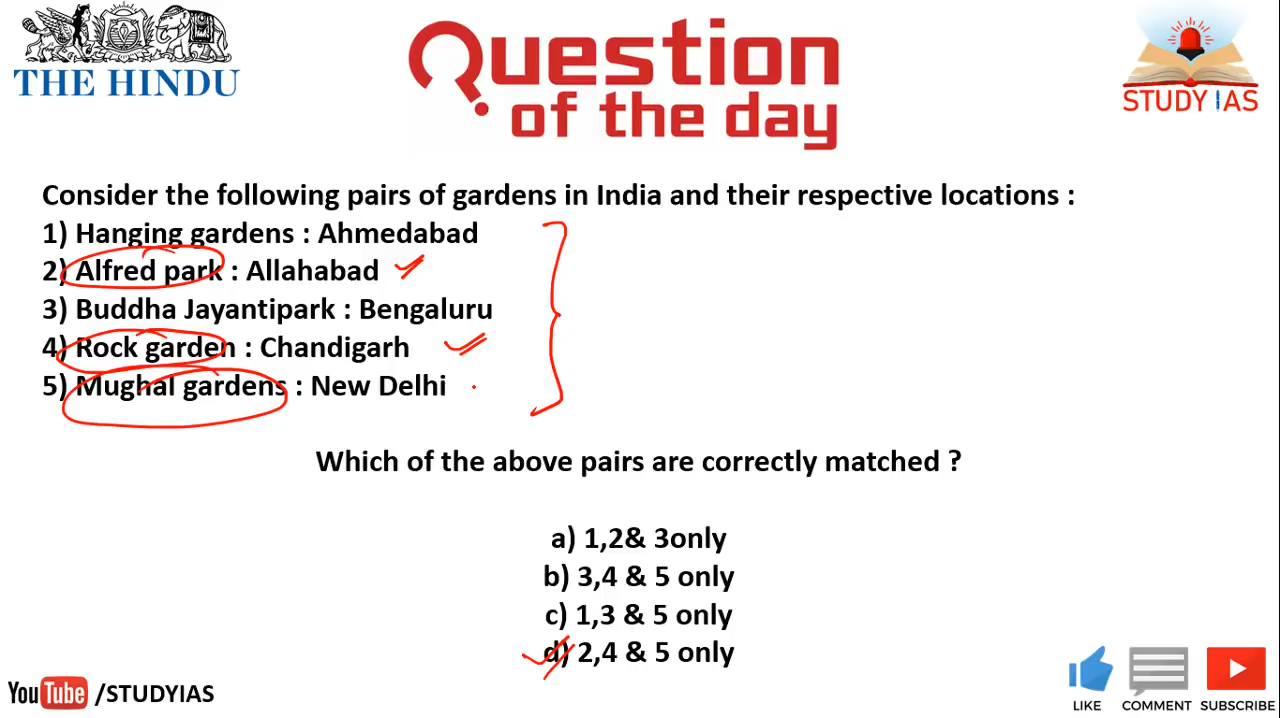 THE HINDU
Question
of the day
STUDY IAS
Consider the following pairs of gardens in India and their respective locations :
1) Hanging gardens : Ahmedabad
2) Alfred park : Allahabad
3) Buddha Jayantipark : Bengaluru
4) Rock garden : Chandigarh
5) Mughal gardens : New Delhi
Which of the above pairs are correctly matched ?
a) 1,2& 3only
b) 3,4 & 5 only
c) 1,3 & 5 only
d) 2,4 & 5 only
YouTube /STUDYIAS
LIKE COMMENT SUBSCRIBE